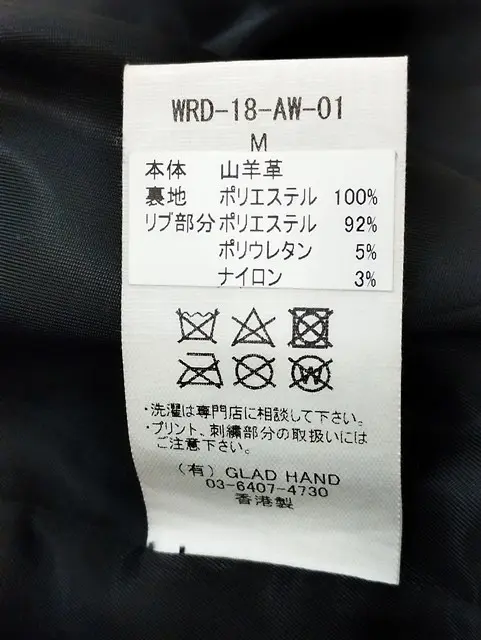 WRD-18-AW-01
M
本体 山羊革
裏地 ポリエステル 100%
リブ部分 ポリエステル 92%
ポリウレタン 5%
ナイロン 3%
W
・洗濯は専門店に相談して下さい。
・プリント、刺繍部分の取扱いには
ご注意下さい。
(有) GLAD HAND
03-6407-4730
香港製